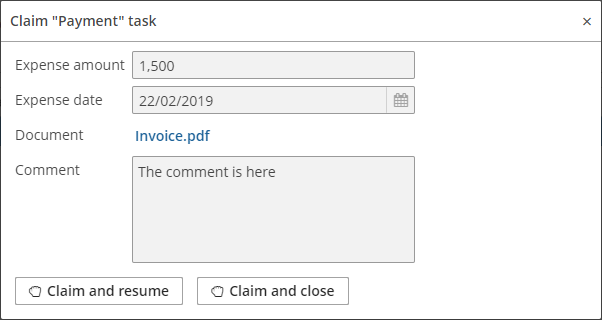 Claim "Payment" task ×
Expense amount 1,500
Expense date 22/02/2019
Document Invoice.pdf
Comment The comment is here
Claim and resume Claim and close